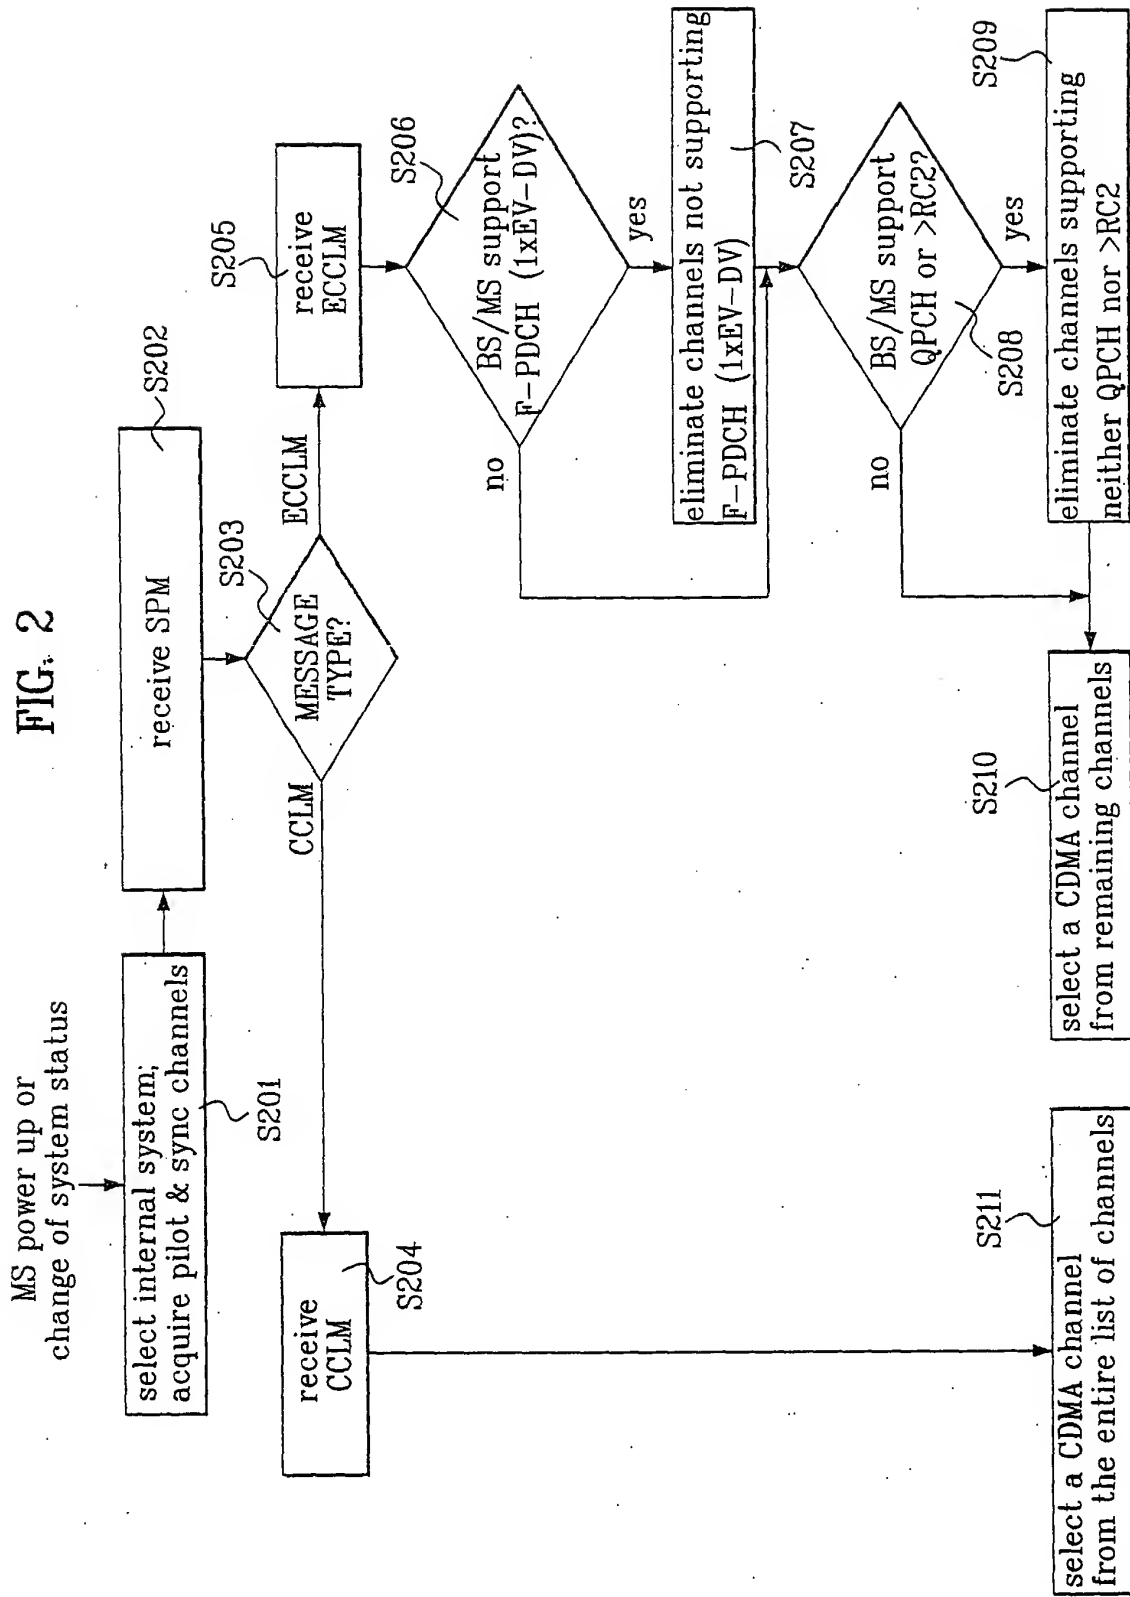 FIG. 2
MS power up or
change of system status
select internal system;
acquire pilot & sync channels
S201
receive SPM
S202
MESSAGE
TYPE?
S203
CCLM
ECCLM
receive
CCLM
S204
receive
ECCLM
S205
BS/MS support
F-PDCH (1xEV-DV)?
S206
no
yes
eliminate channels not supporting
F-PDCH (1xEV-DV)
S207
BS/MS support
QPCH or >RC2?
S208
no
yes
eliminate channels supporting
neither QPCH nor >RC2
S209
select a CDMA channel
from remaining channels
S210
select a CDMA channel
from the entire list of channels
S211